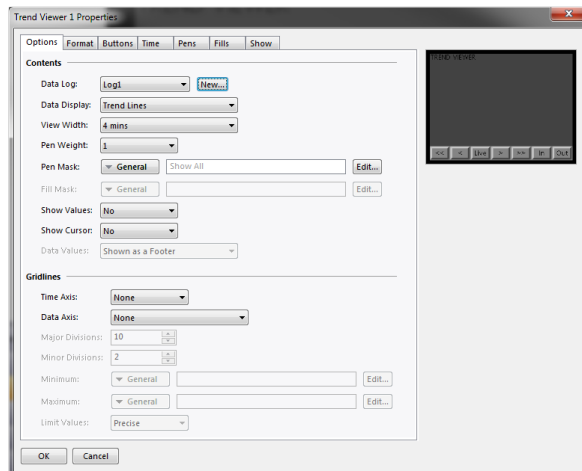 Trend Viewer 1 Properties
Options Format Buttons Time Pens Fills Show
Contents
Data Log: Log1 New...
Data Display: Trend Lines
View Width: 4 mins
Pen Weight: 1
Pen Mask: General Show All Edit...
Fill Mask: General Edit...
Show Values: No
Show Cursor: No
Data Values: Shown as a Footer
Gridlines
Time Axis: None
Data Axis: None
Major Divisions: 10
Minor Divisions: 2
Minimum: General Edit...
Maximum: General Edit...
Limit Values: Precise
OK Cancel
TREND VIEWER
<< < Live > >> In Out